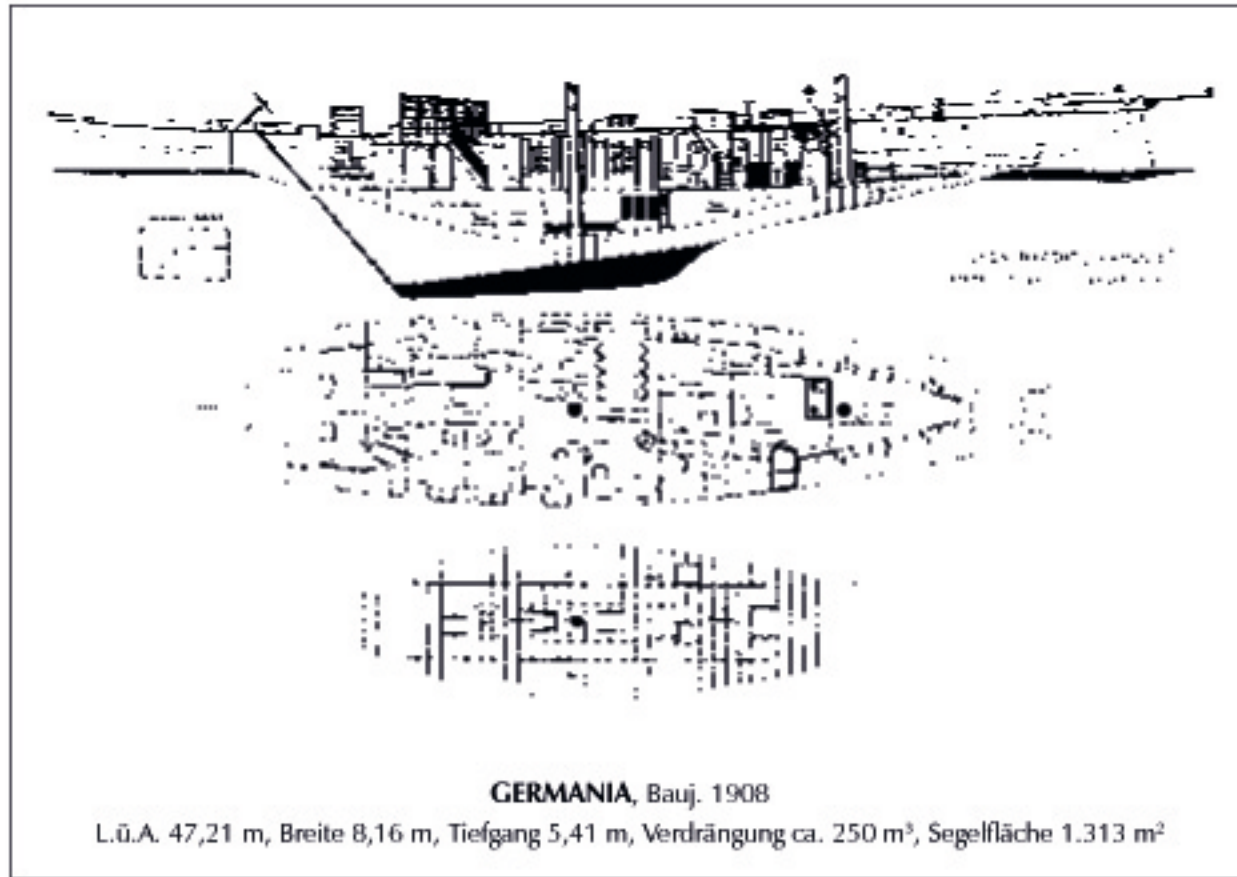 GERMANIA, Bauj. 1908
L.ü.A. 47,21 m, Breite 8,16 m, Tiefgang 5,41 m, Verdrängung ca. 250 m³, Segelfläche 1.313 m²